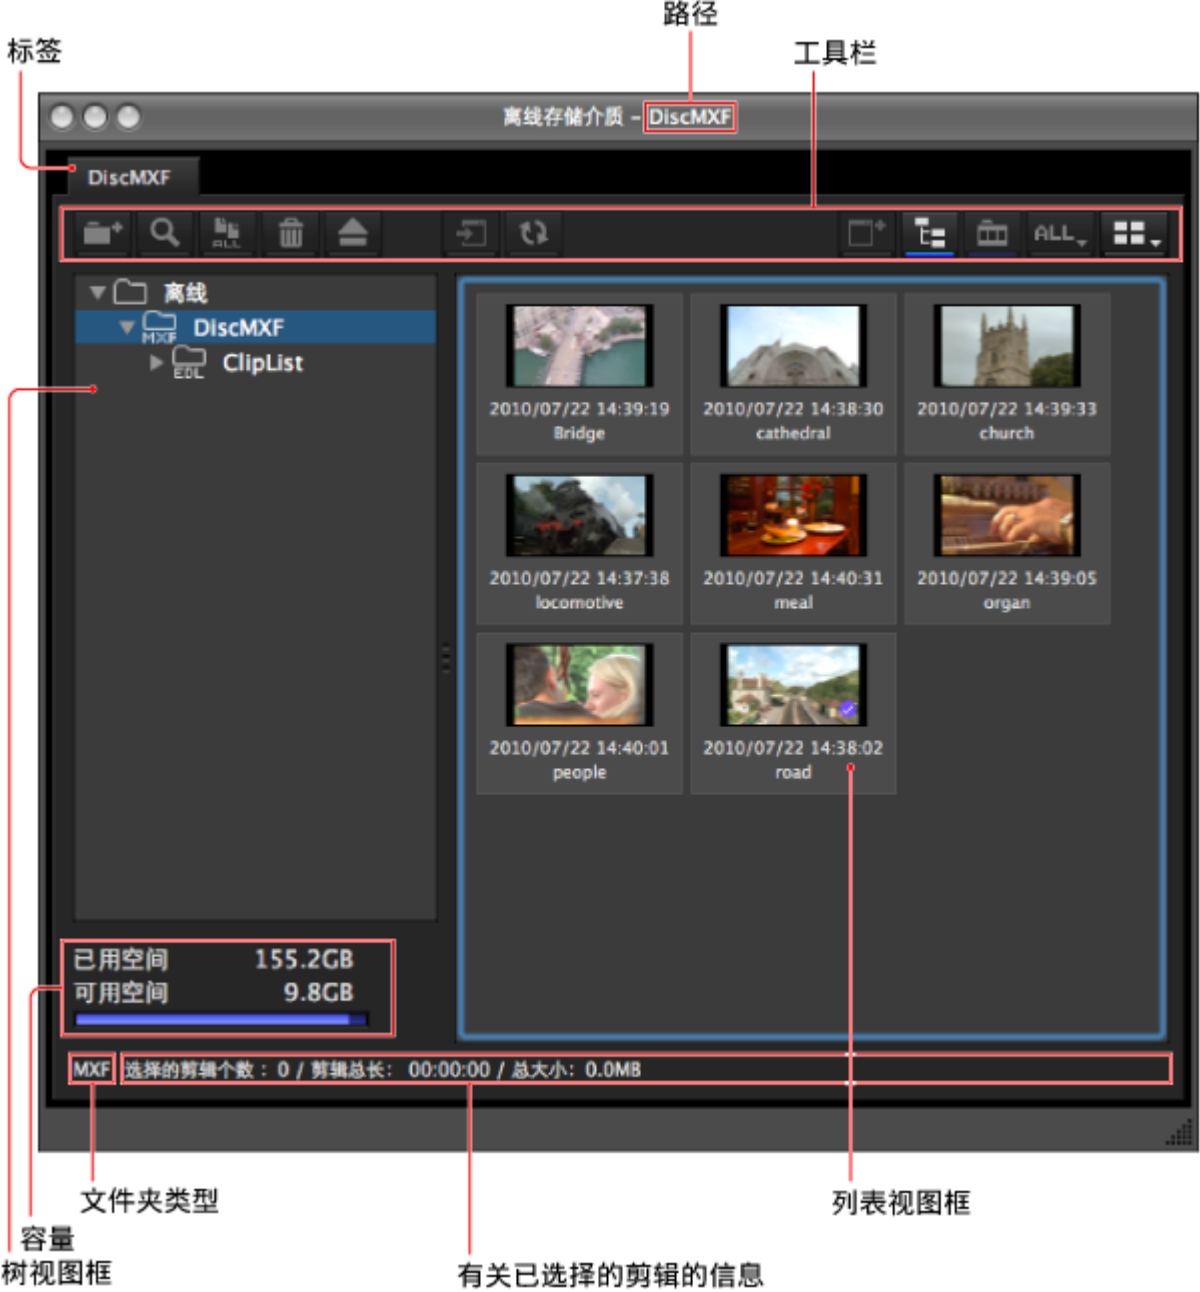 路径
标签
工具栏
离线存储介质 – DiscMXF
DiscMXF
ALL
ALL
离线
MXF DiscMXF
EDL ClipList
2010/07/22 14:39:19
Bridge
2010/07/22 14:38:30
cathedral
2010/07/22 14:39:33
church
2010/07/22 14:37:38
locomotive
2010/07/22 14:40:31
meal
2010/07/22 14:39:05
organ
2010/07/22 14:40:01
people
2010/07/22 14:38:02
road
已用空间 155.2GB
可用空间 9.8GB
MXF 选择的剪辑个数：0 / 剪辑总长： 00:00:00 / 总大小：0.0MB
文件夹类型
列表视图框
容量
树视图框
有关已选择的剪辑的信息